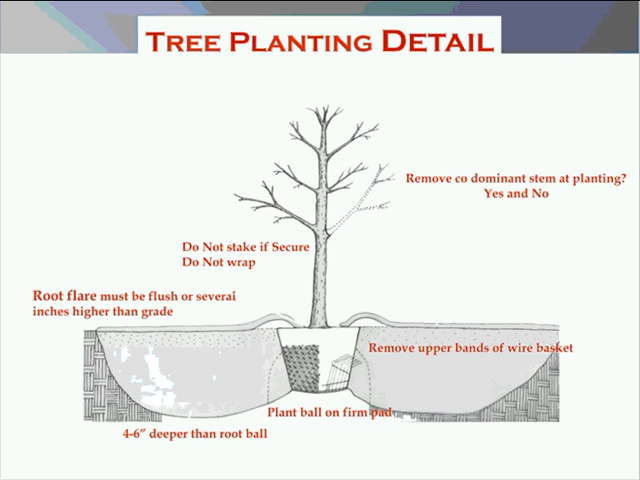 TREE PLANTING DETAIL
Remove co dominant stem at planting?
Yes and No
Do Not stake if Secure
Do Not wrap
Root flare must be flush or several
inches higher than grade
Remove upper bands of wire basket
Plant ball on firm pad
4-6" deeper than root ball